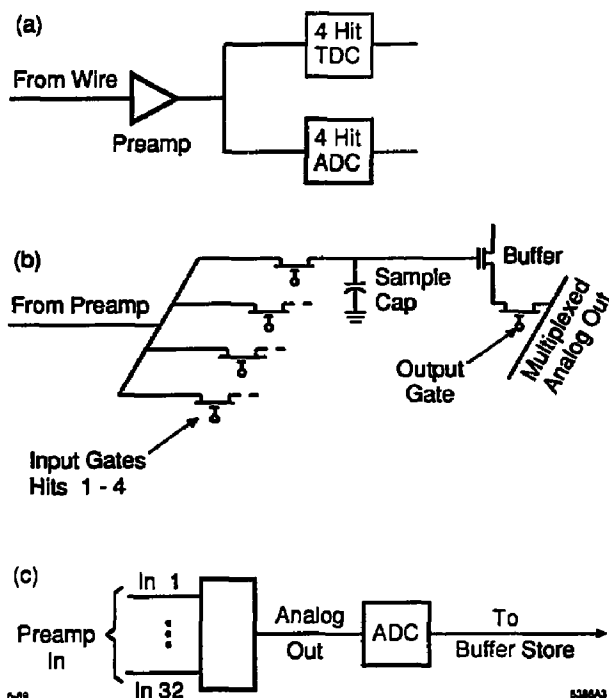 (a)
4 Hit
TDC
From Wire
Preamp
4 Hit
ADC
(b)
Buffer
Sample
Cap
From Preamp
Multiplexed
Analog Out
Output
Gate
Input Gates
Hits 1 - 4
(c)
In 1
Preamp
In
Analog
Out
ADC
To
Buffer Store
In 32